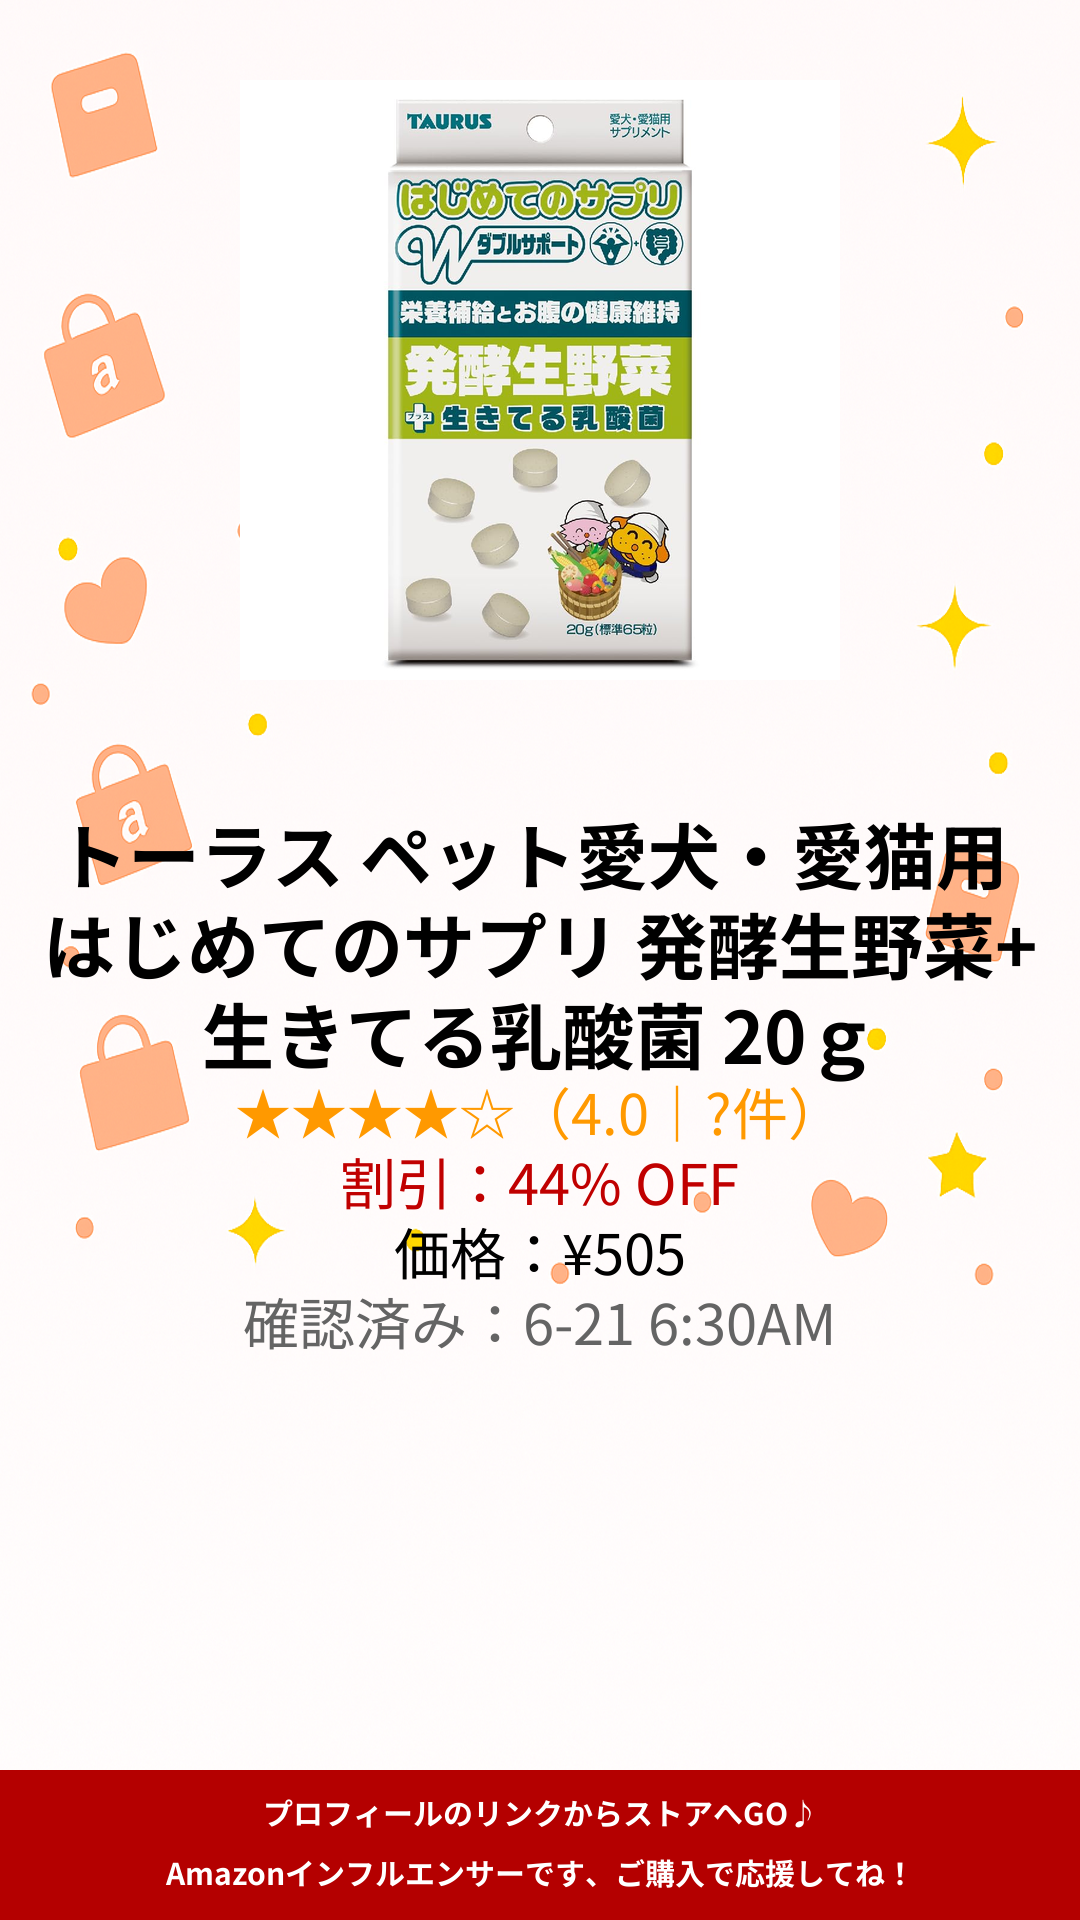 TAURUS
愛犬・愛猫用
サプリメント
はじめてのサプリ
W ダブルサポート
栄養補給とお腹の健康維持
発酵生野菜
プラス 生きてる乳酸菌
20g(標準65粒)
a
a
トーラス ペット愛犬・愛猫用
はじめてのサプリ 発酵生野菜+
生きてる乳酸菌 20ｇ
★★★★☆（4.0｜?件）
割引：44% OFF
価格：¥505
確認済み：6-21 6:30AM
プロフィールのリンクからストアへGO♪
Amazonインフルエンサーです、ご購入で応援してね！